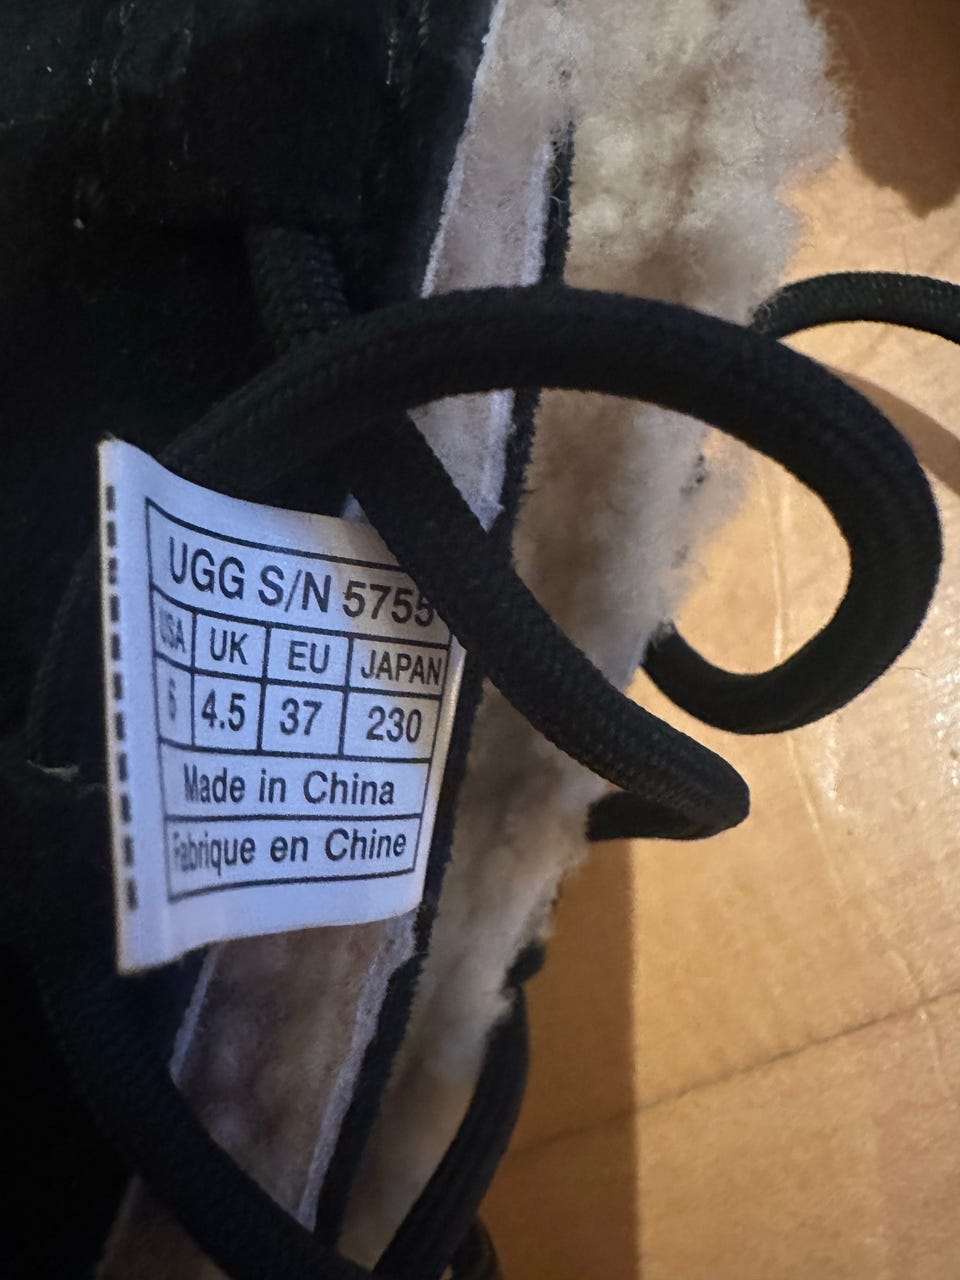 UGG S/N 5755
USA UK EU JAPAN
6 4.5 37 230
Made in China
Fabrique en Chine